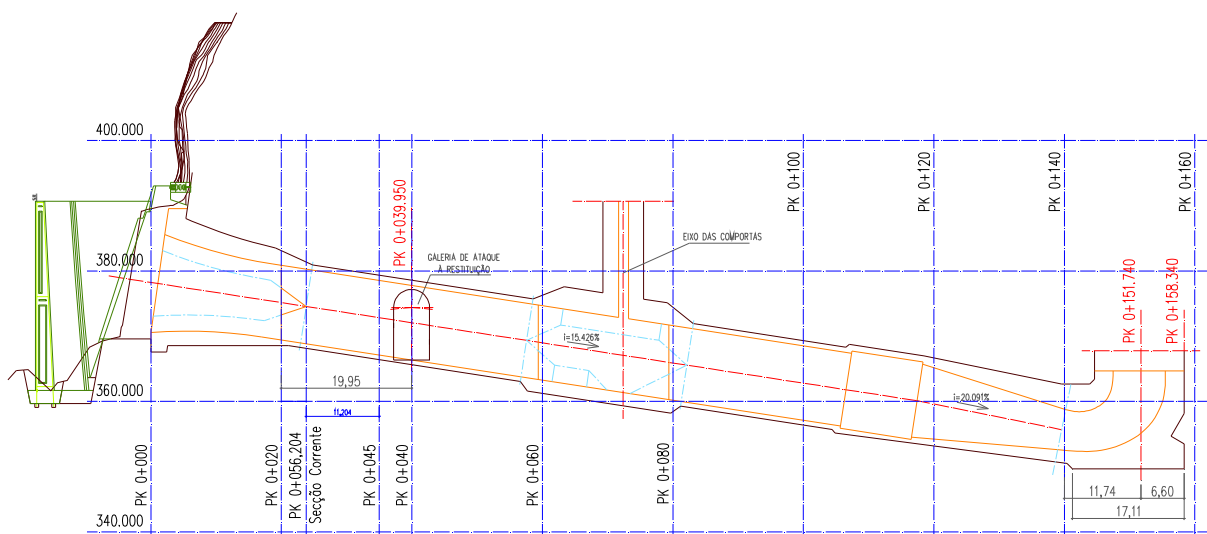 400.000
380.000
360.000
340.000
PK 0+000
PK 0+020
PK 0+056,204
Secção Corrente
PK 0+045
PK 0+040
PK 0+039.950
PK 0+060
PK 0+080
PK 0+100
PK 0+120
PK 0+140
PK 0+151.740
PK 0+158.340
PK 0+160
GALERIA DE ATAQUE
À RESTITUIÇÃO
EIXO DAS COMPORTAS
i=15.426%
i=20.091%
19,95
11,204
11,74
6,60
17,11